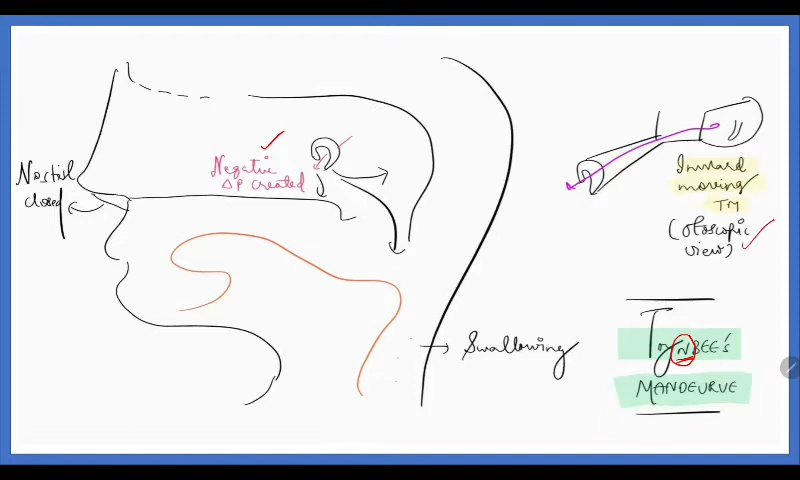 Nostril
closed
Negative
ΔP created
Inward
moving
TM
(otoscopic
view)
Swallowing
ToyNBEE's
MANOEURVE